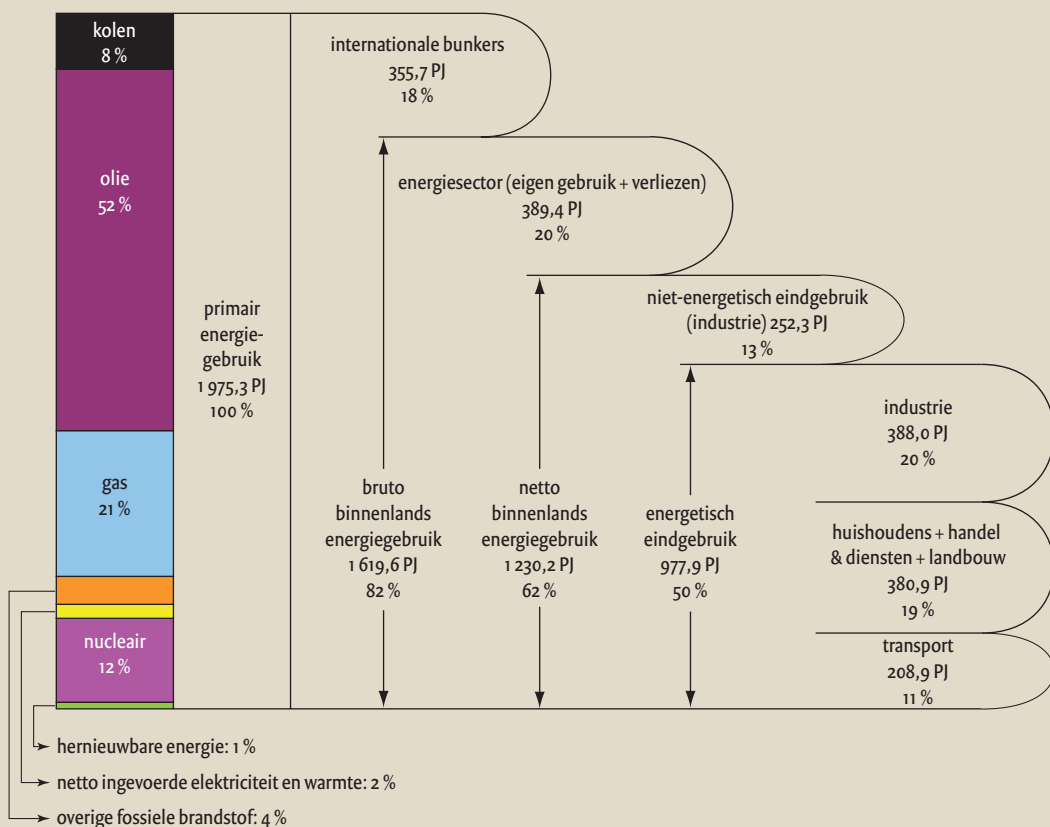 kolen
8 %
olie
52 %
gas
21 %
nucleair
12 %
primair
energie-
gebruik
1 975,3 PJ
100 %
internationale bunkers
355,7 PJ
18 %
energiesector (eigen gebruik + verliezen)
389,4 PJ
20 %
niet-energetisch eindgebruik
(industrie) 252,3 PJ
13 %
bruto
binnenlands
energiegebruik
1 619,6 PJ
82 %
netto
binnenlands
energiegebruik
1 230,2 PJ
62 %
energetisch
eindgebruik
977,9 PJ
50 %
industrie
388,0 PJ
20 %
huishoudens + handel
& diensten + landbouw
380,9 PJ
19 %
transport
208,9 PJ
11 %
hernieuwbare energie: 1 %
netto ingevoerde elektriciteit en warmte: 2 %
overige fossiele brandstof: 4 %